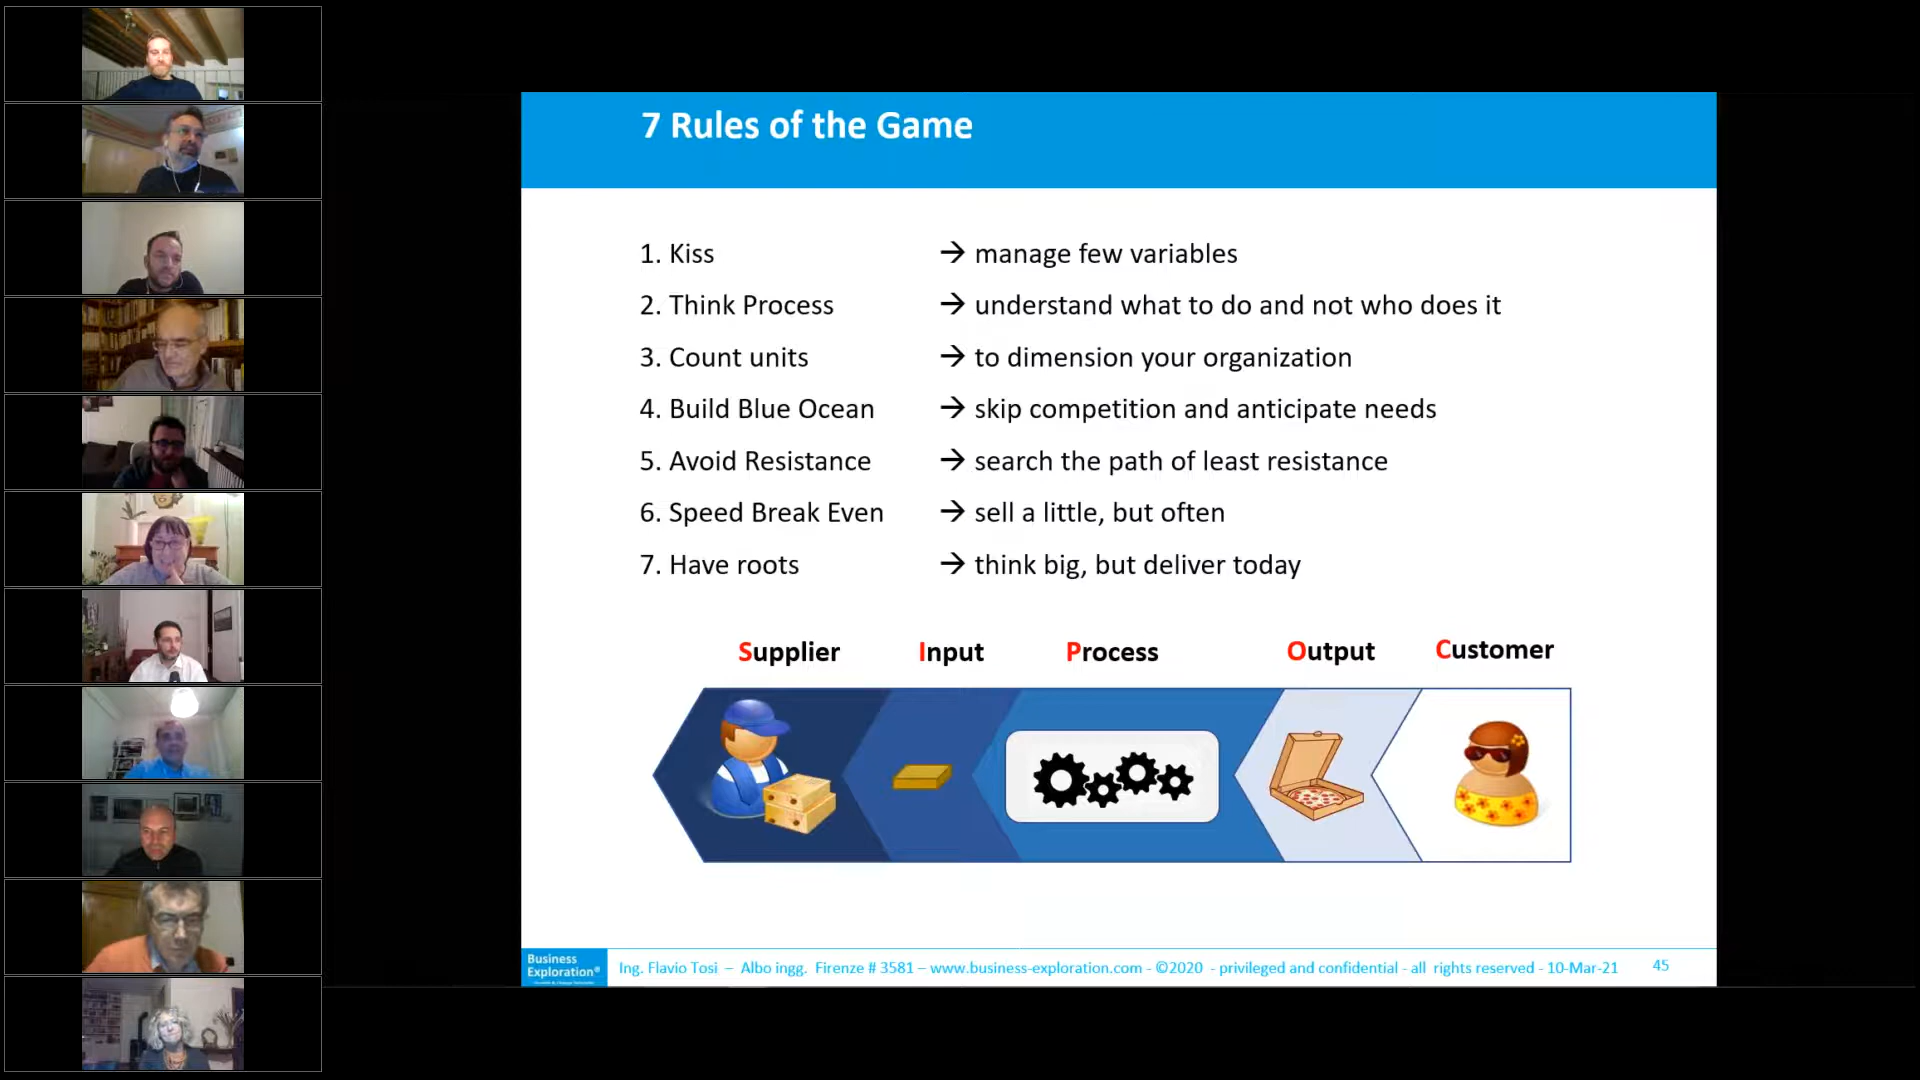 7 Rules of the Game
1. Kiss → manage few variables
2. Think Process → understand what to do and not who does it
3. Count units → to dimension your organization
4. Build Blue Ocean → skip competition and anticipate needs
5. Avoid Resistance → search the path of least resistance
6. Speed Break Even → sell a little, but often
7. Have roots → think big, but deliver today
Supplier Input Process Output Customer
Business
Exploration®
Ing. Flavio Tosi – Albo ingg. Firenze # 3581 – www.business-exploration.com - ©2020 - privileged and confidential - all rights reserved - 10-Mar-21 45